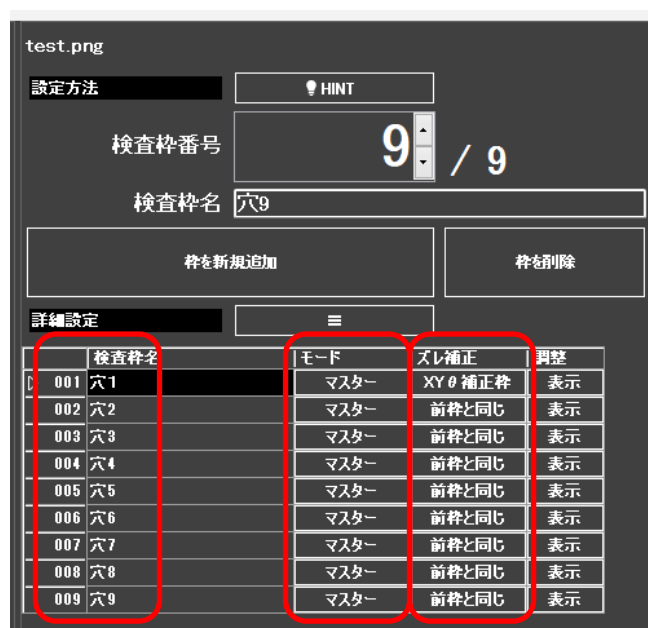 test.png
設定方法 HINT
検査枠番号 9 / 9
検査枠名 穴9
枠を新規追加 枠を削除
詳細設定 ≡
検査枠名 モード ズレ補正 調整
001 穴1 マスター XYθ補正枠 表示
002 穴2 マスター 前枠と同じ 表示
003 穴3 マスター 前枠と同じ 表示
004 穴4 マスター 前枠と同じ 表示
005 穴5 マスター 前枠と同じ 表示
006 穴6 マスター 前枠と同じ 表示
007 穴7 マスター 前枠と同じ 表示
008 穴8 マスター 前枠と同じ 表示
009 穴9 マスター 前枠と同じ 表示